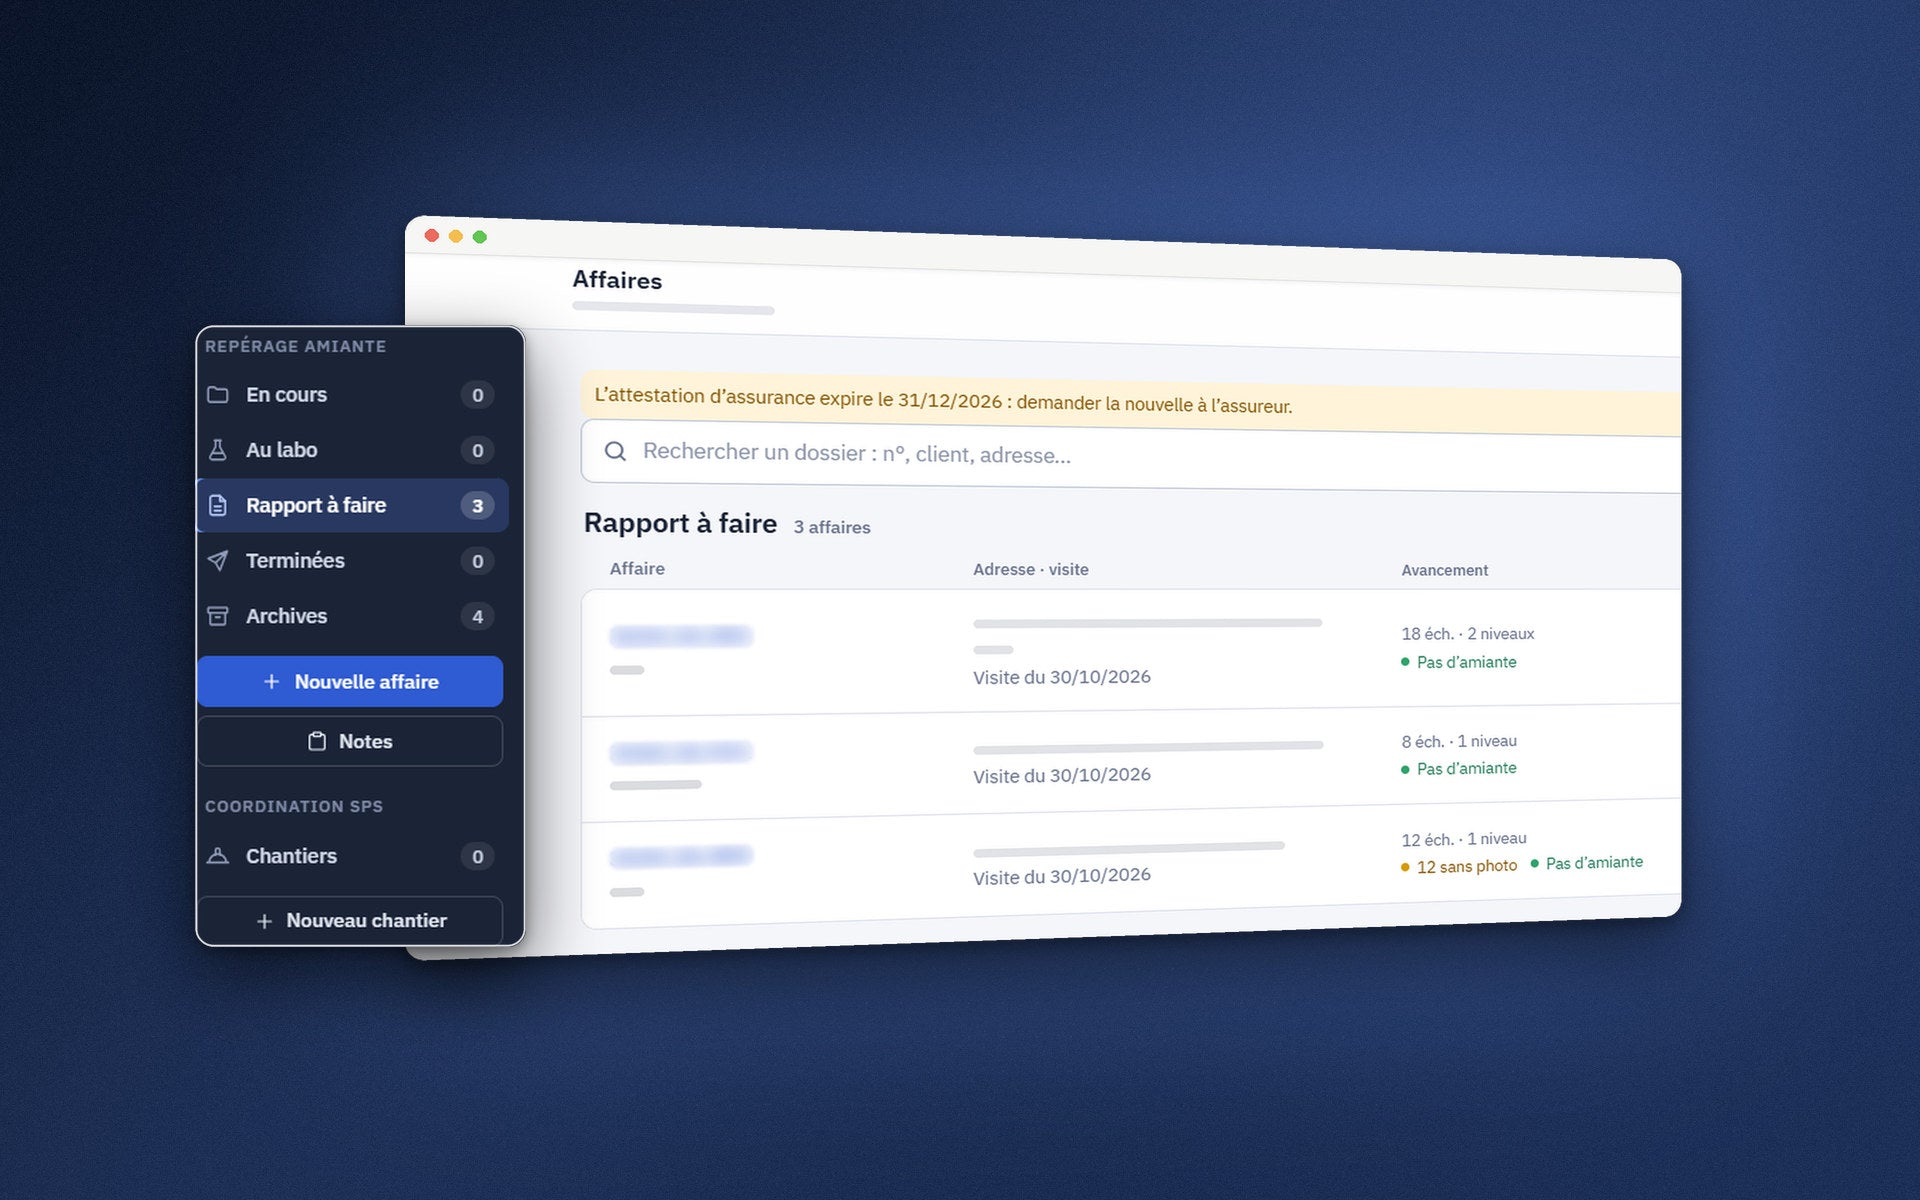 REPÉRAGE AMIANTE
En cours 0
Au labo 0
Rapport à faire 3
Terminées 0
Archives 4
+ Nouvelle affaire
Notes
COORDINATION SPS
Chantiers 0
+ Nouveau chantier
Affaires
L’attestation d’assurance expire le 31/12/2026 : demander la nouvelle à l’assureur.
Rechercher un dossier : n°, client, adresse...
Rapport à faire 3 affaires
Affaire Adresse · visite Avancement
18 éch. · 2 niveaux
Visite du 30/10/2026 Pas d’amiante
8 éch. · 1 niveau
Visite du 30/10/2026 Pas d’amiante
12 éch. · 1 niveau
Visite du 30/10/2026 12 sans photo Pas d’amiante